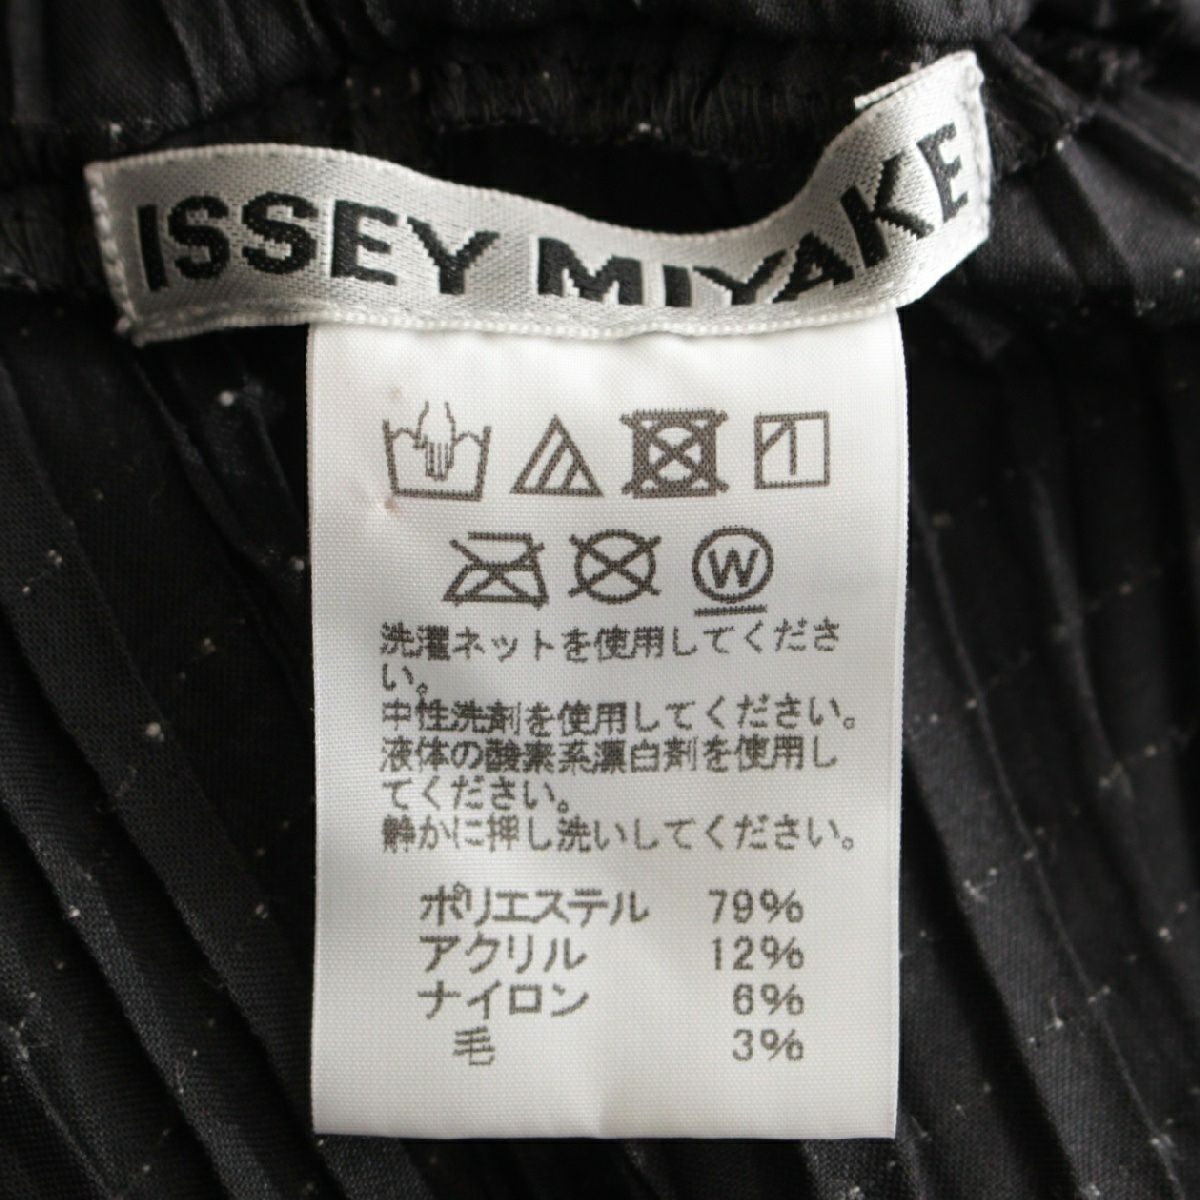 ISSEY MIYAKE
W
洗濯ネットを使用してくださ
い。
中性洗剤を使用してください。
液体の酸素系漂白剤を使用し
てください。
静かに押し洗いしてください。
ポリエステル 79%
アクリル 12%
ナイロン 6%
毛 3%